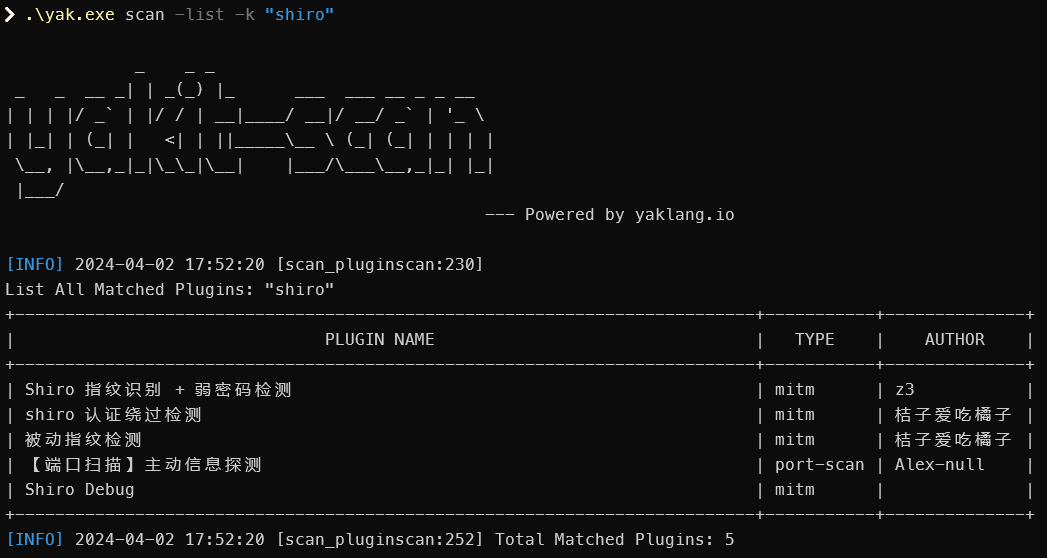 ❯ .\yak.exe scan -list -k "shiro"
             _    _ _
 _   _  __ _| | _(_) |_      ___  ___ __ _ _ __
| | | |/ _` | |/ / | __|____/ __|/ __/ _` | '_ \
| |_| | (_| |   <| | ||_____\__ \ (_| (_| | | | |
 \__, |\__,_|_|\_\_|\__|    |___/\___\__,_|_| |_|
 |___/
--- Powered by yaklang.io
[INFO] 2024-04-02 17:52:20 [scan_pluginscan:230]
List All Matched Plugins: "shiro"
| PLUGIN NAME | TYPE | AUTHOR |
| Shiro 指纹识别 + 弱密码检测 | mitm | z3 |
| shiro 认证绕过检测 | mitm | 桔子爱吃橘子 |
| 被动指纹检测 | mitm | 桔子爱吃橘子 |
| 【端口扫描】主动信息探测 | port-scan | Alex-null |
| Shiro Debug | mitm | |
[INFO] 2024-04-02 17:52:20 [scan_pluginscan:252] Total Matched Plugins: 5